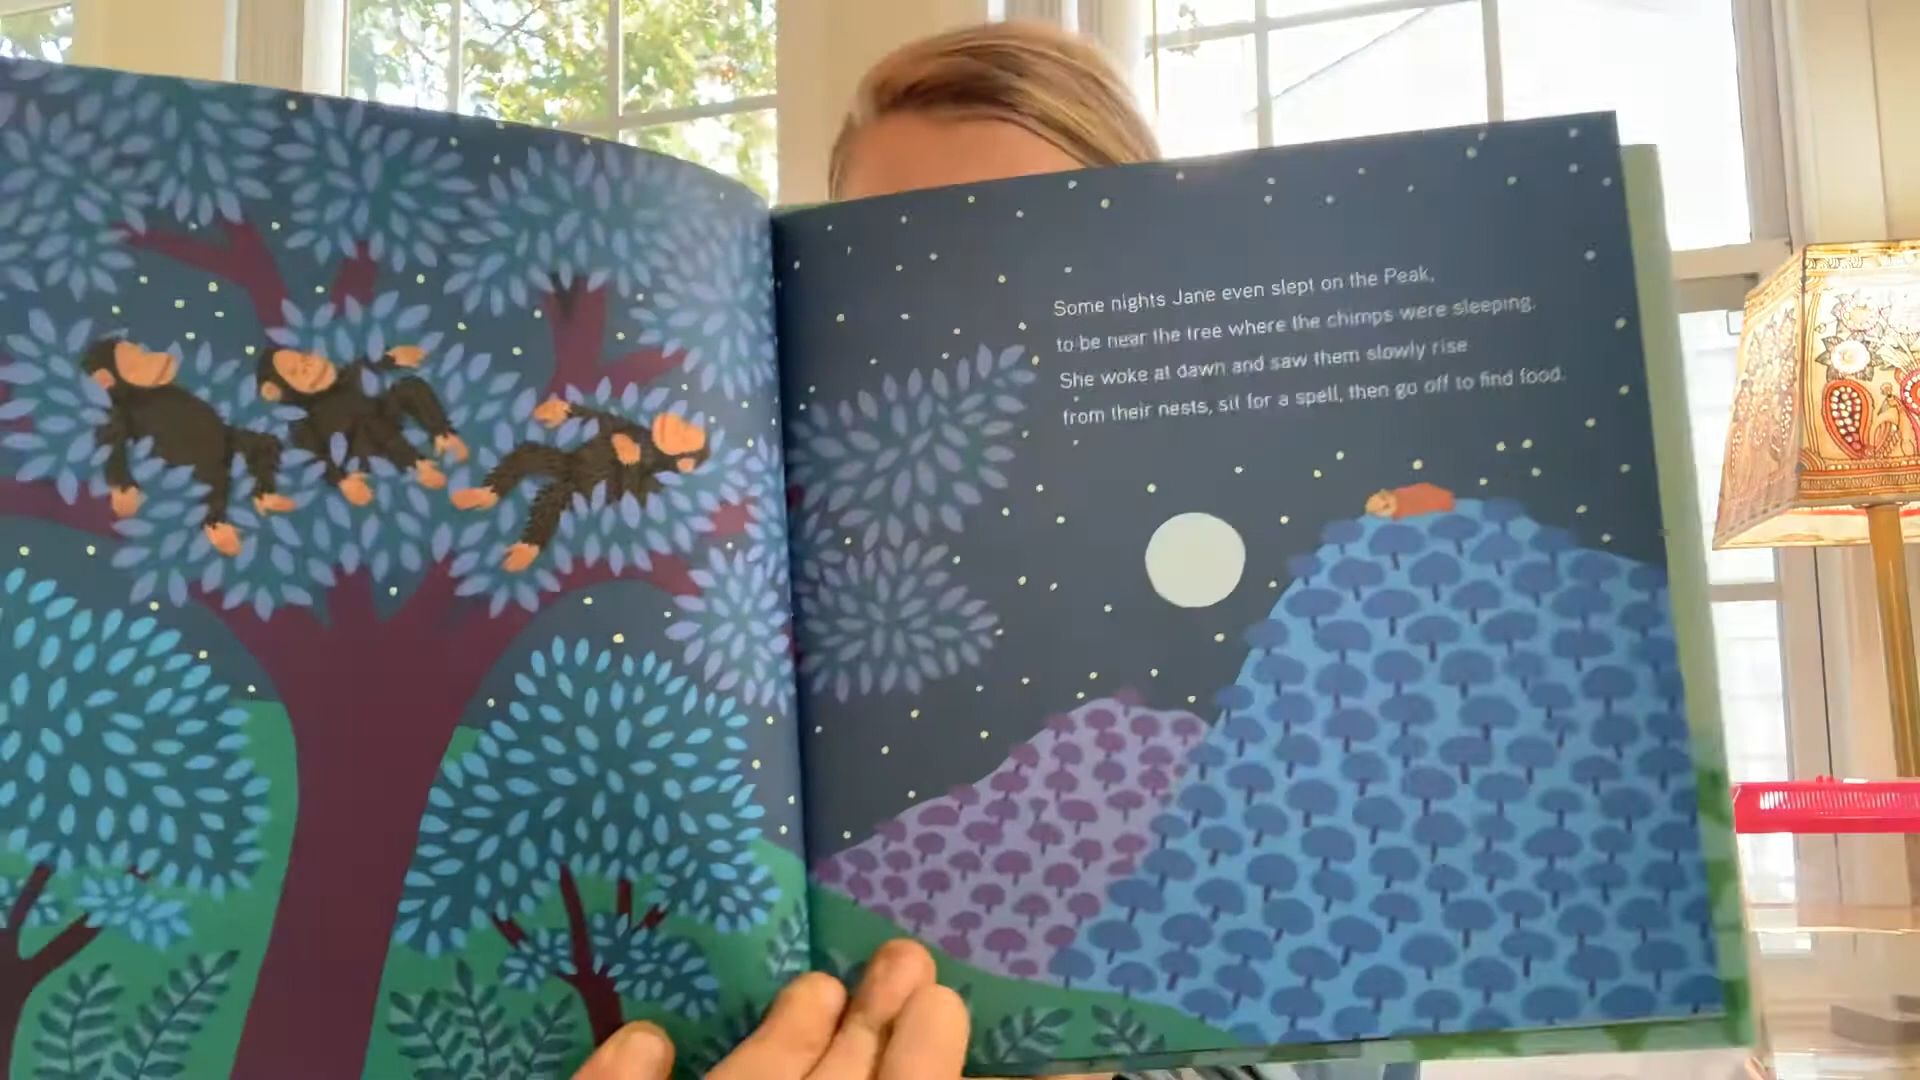 Some nights Jane even slept on the Peak,
to be near the tree where the chimps were sleeping.
She woke at dawn and saw them slowly rise
from their nests, sit for a spell, then go off to find food.